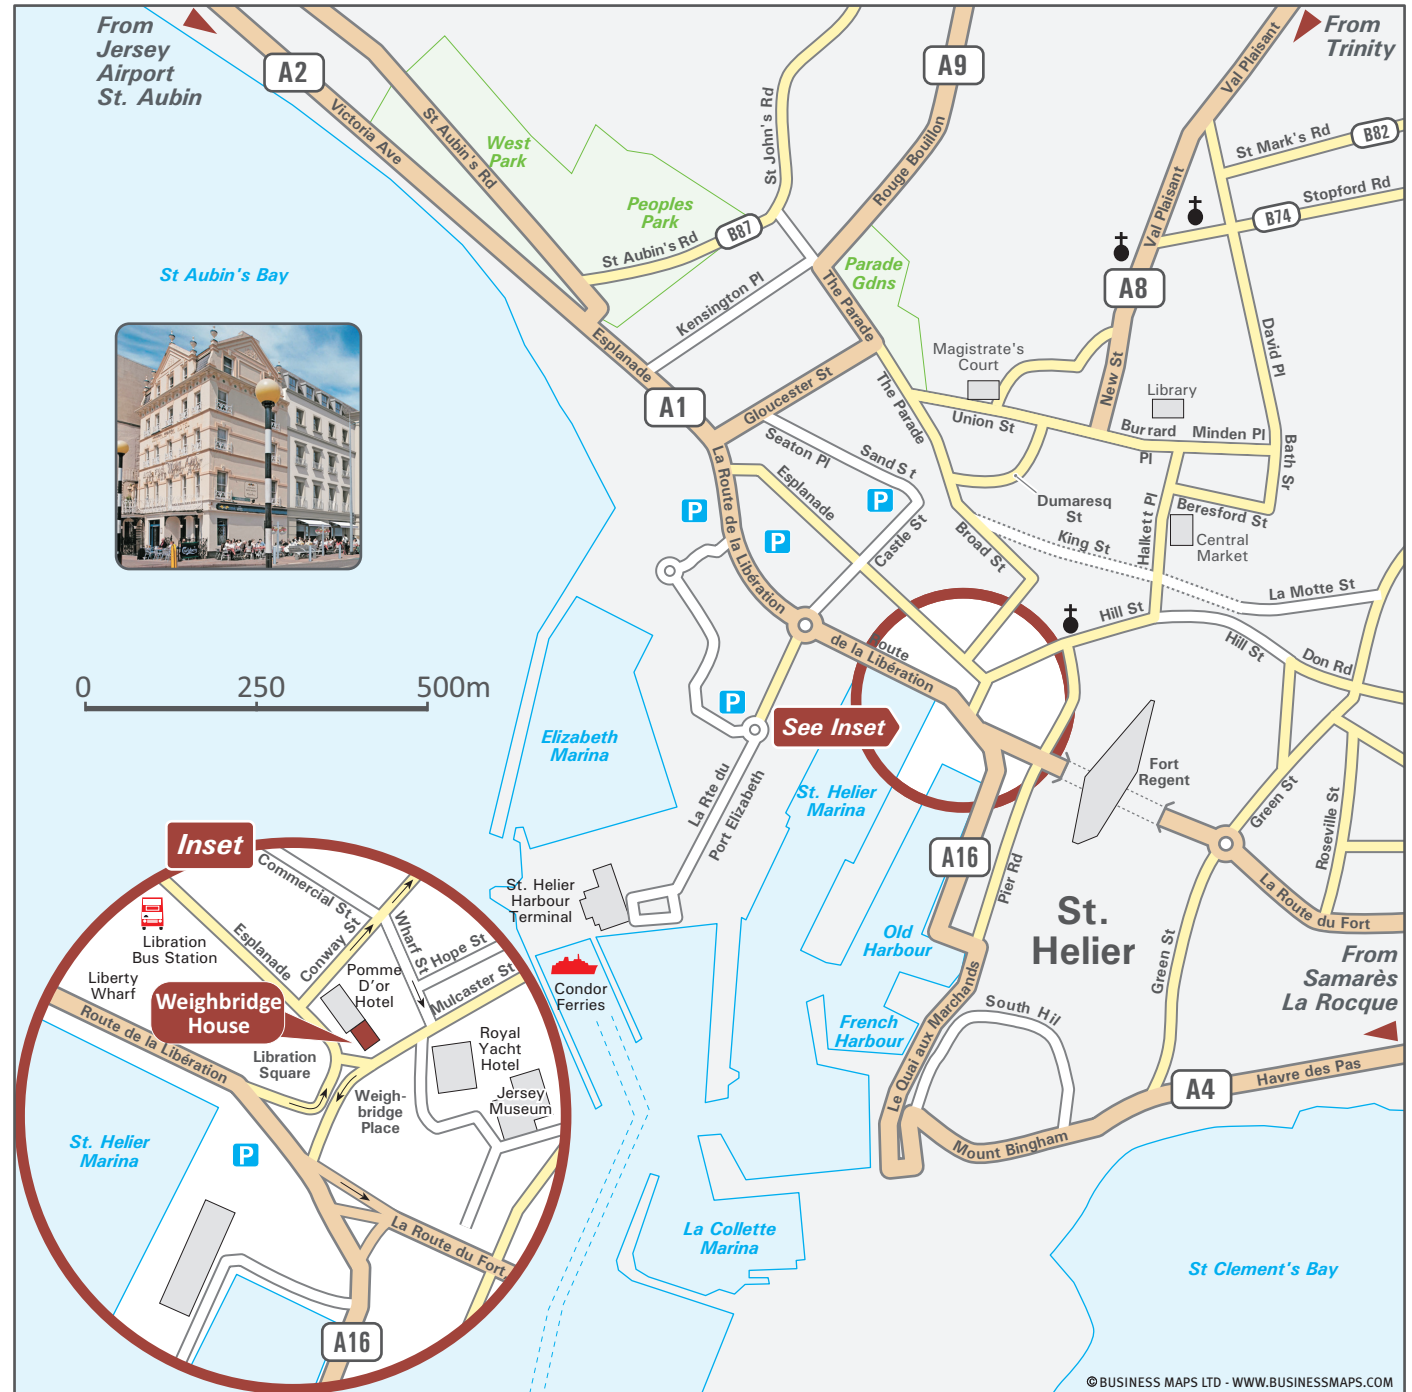 From
Jersey
Airport
St. Aubin
A2
Victoria Ave
St Aubin's Rd
West
Park
Peoples
Park
St Aubin's Rd
B87
St John's Rd
A9
Rouge Bouillon
From
Trinity
Val Plaisant
Val Plaisant
St Mark's Rd
B82
Stopford Rd
B74
A8
New St
David Pl
St Aubin's Bay
Kensington Pl
Parade
Gdns
The Parade
Esplanade
A1
Gloucester St
The Parade
Magistrate's
Court
Library
Union St
Burrard
Pl
Minden Pl
Bath Sr
Seaton Pl
Sand St
Esplanade
P
P
P
Castle St
Broad St
Dumaresq
St
King St
Halkett Pl
Beresford St
Central
Market
La Motte St
La Route de la Libération
Route
de la Libération
Hill St
Hill St
Don Rd
0 250 500m
Elizabeth
Marina
P
See Inset
La Rte du
Port Elizabeth
St. Helier
Marina
Fort
Regent
Green St
Roseville St
A16
Pier Rd
St.
Helier
La Route du Fort
St. Helier
Harbour
Terminal
Old
Harbour
Condor
Ferries
French
Harbour
Le Quai aux Marchands
South Hil
Green St
From
Samarès
La Rocque
A4
Havre des Pas
Mount Bingham
La Collette
Marina
St Clement's Bay
Inset
Commercial St
Libration
Bus Station
Esplanade
Conway St
Wharf St
Hope St
Mulcaster St
Liberty
Wharf
Pomme
D'or
Hotel
Weighbridge
House
Route de la Libération
Libration
Square
Royal
Yacht
Hotel
Jersey
Museum
Weigh-
bridge
Place
St. Helier
Marina
P
La Route du Fort
A16
© BUSINESS MAPS LTD - WWW.BUSINESSMAPS.COM